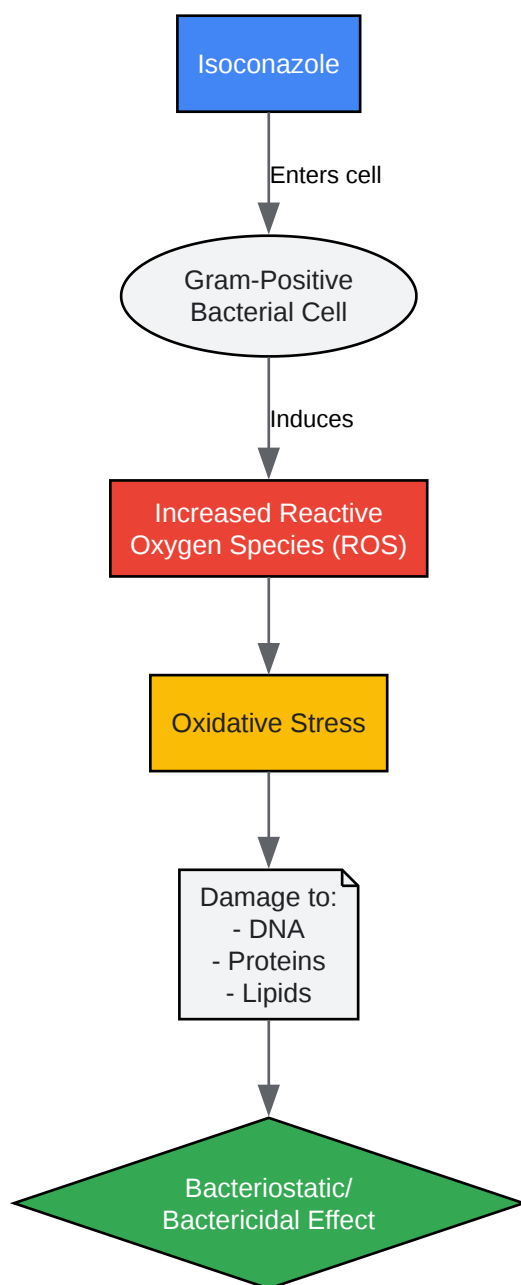 Isoconazole
Enters cell
Gram-Positive
Bacterial Cell
Induces
Increased Reactive
Oxygen Species (ROS)
Oxidative Stress
Damage to:
- DNA
- Proteins
- Lipids
Bacteriostatic/
Bactericidal Effect